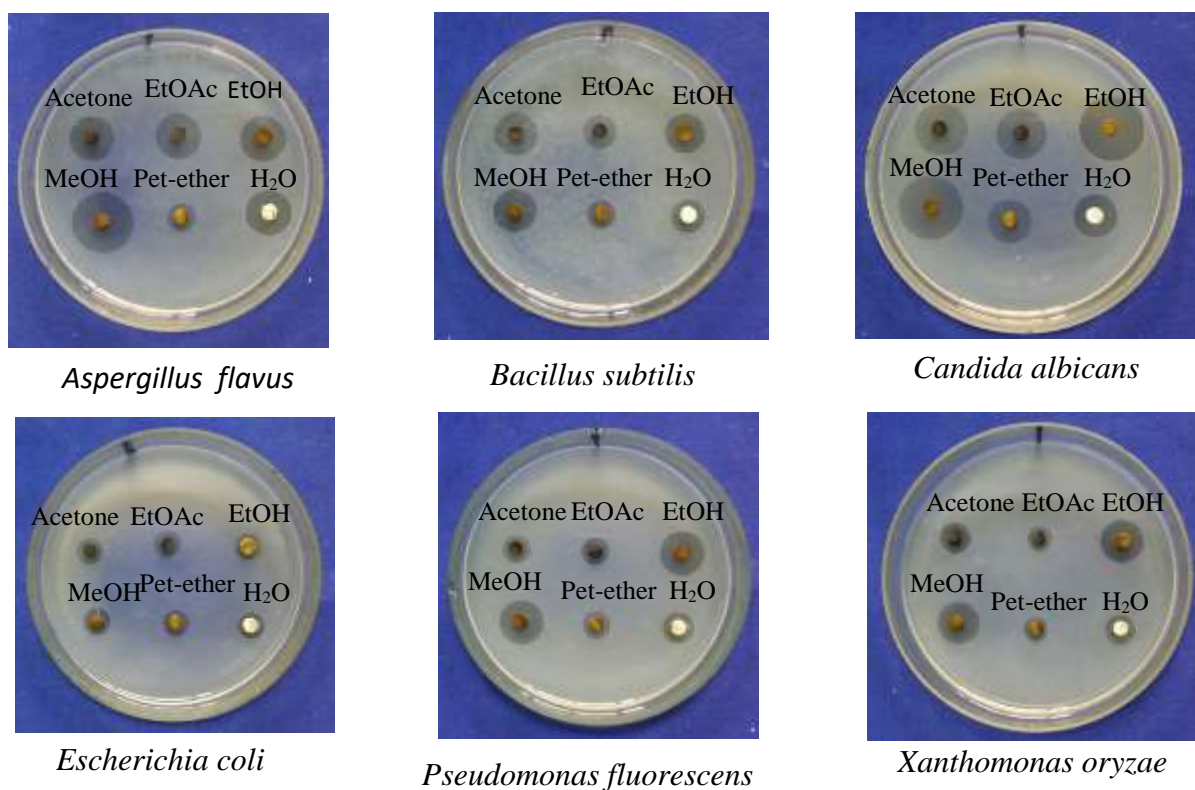 Acetone EtOAc EtOH
MeOH Pet-ether H₂O
Aspergillus flavus
Acetone EtOAc EtOH
MeOH Pet-ether H₂O
Bacillus subtilis
Acetone EtOAc EtOH
MeOH Pet-ether H₂O
Candida albicans
Acetone EtOAc EtOH
MeOH Pet-ether H₂O
Escherichia coli
Acetone EtOAc EtOH
MeOH Pet-ether H₂O
Pseudomonas fluorescens
Acetone EtOAc EtOH
MeOH Pet-ether H₂O
Xanthomonas oryzae